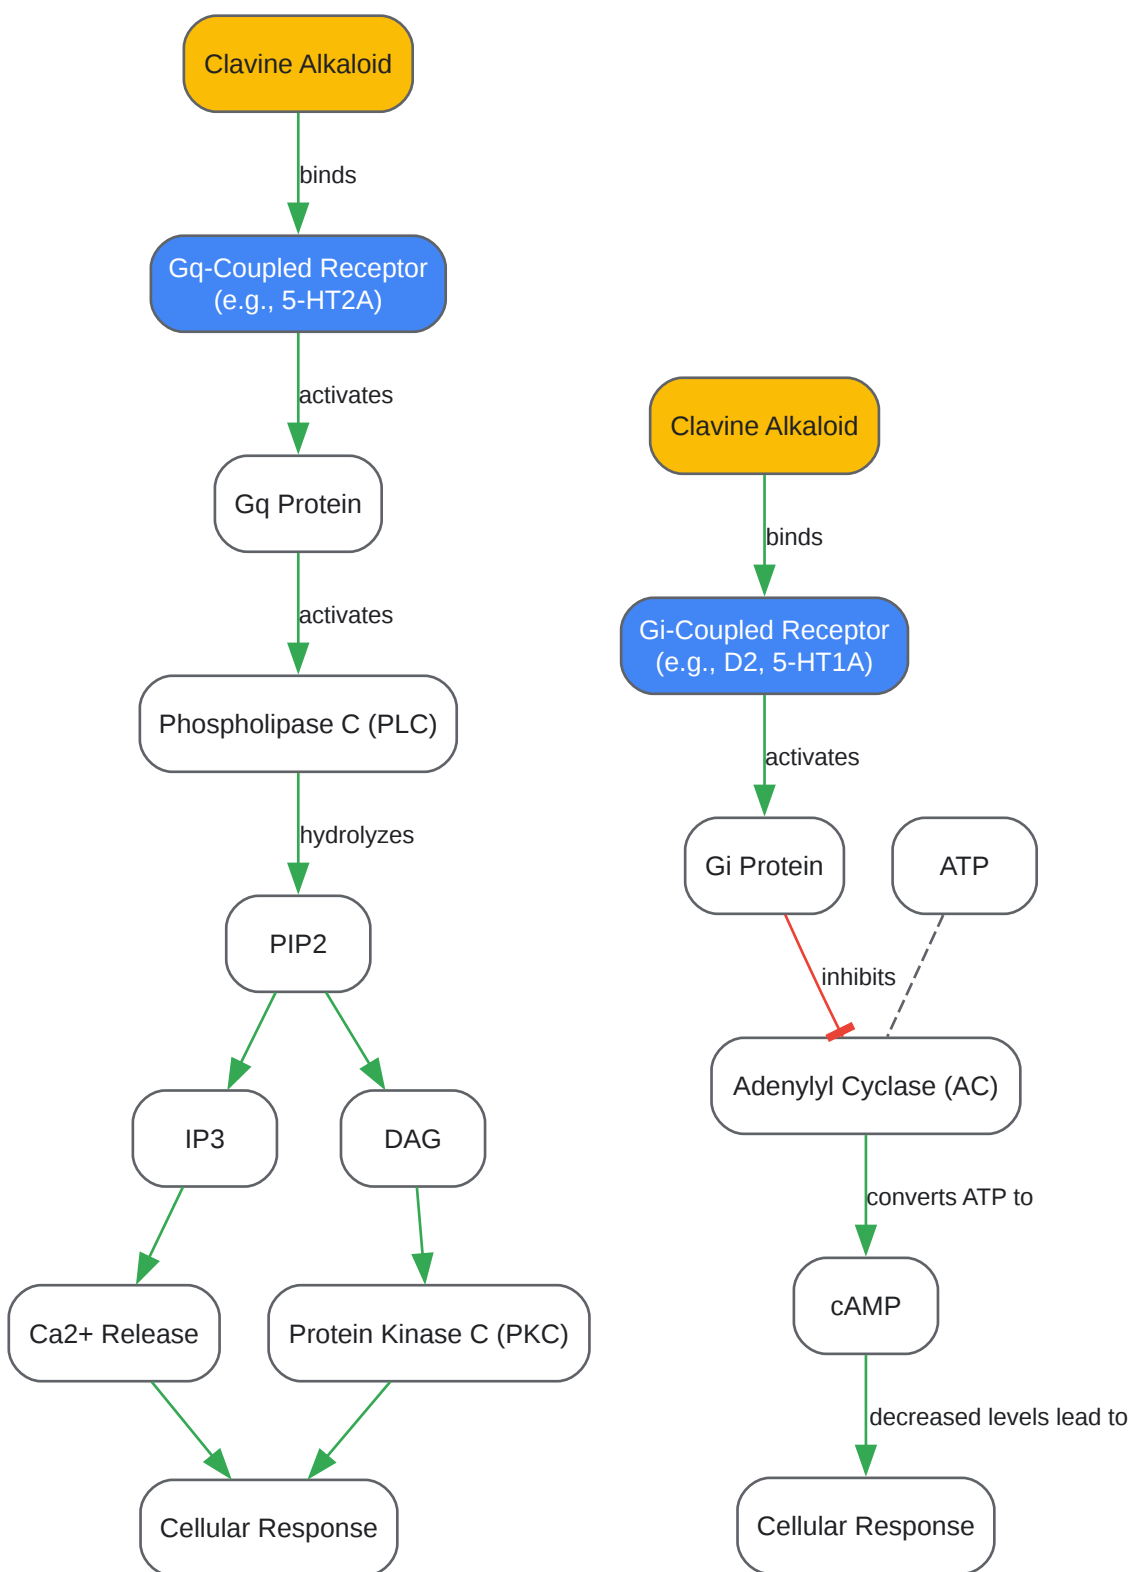 Clavine Alkaloid
binds
Gq-Coupled Receptor
(e.g., 5-HT2A)
activates
Gq Protein
activates
Phospholipase C (PLC)
hydrolyzes
PIP2
IP3
DAG
Ca2+ Release
Protein Kinase C (PKC)
Cellular Response
Clavine Alkaloid
binds
Gi-Coupled Receptor
(e.g., D2, 5-HT1A)
activates
Gi Protein
ATP
inhibits
Adenylyl Cyclase (AC)
converts ATP to
cAMP
decreased levels lead to
Cellular Response